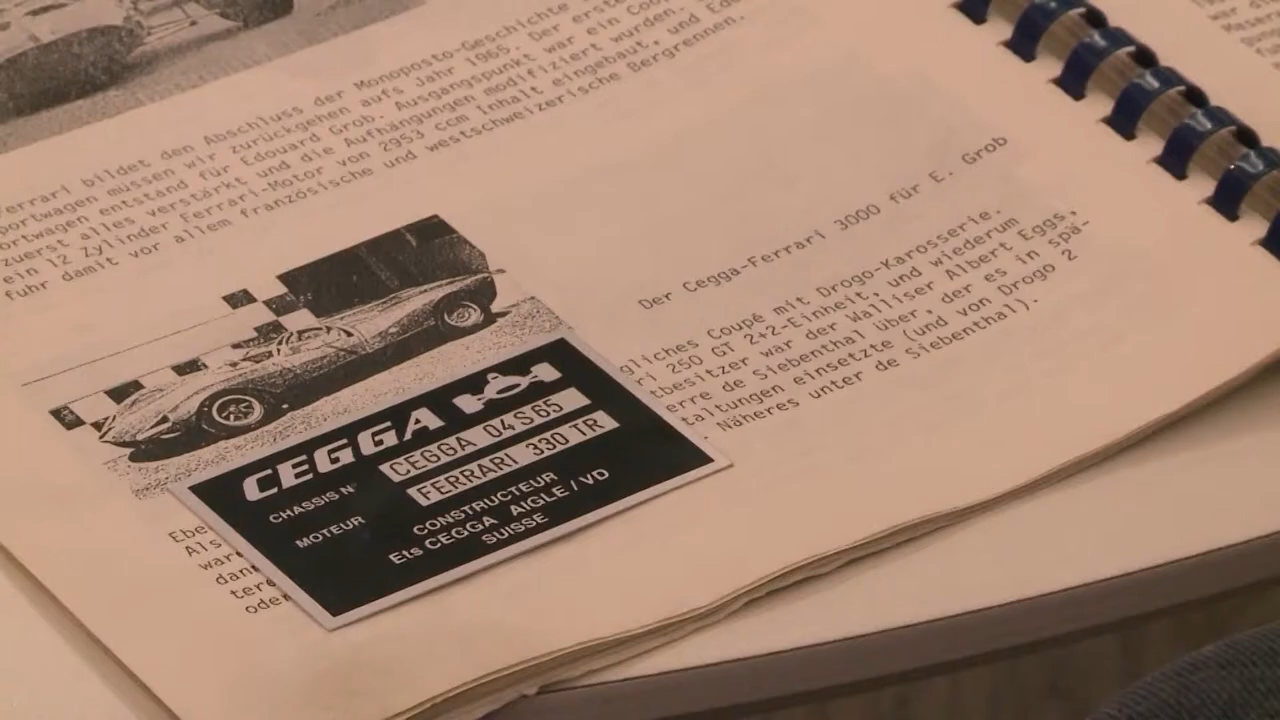 Ferrari bildet den Abschluss der Monoposto-Geschichte
portwagen müssen wir zurückgehen aufs Jahr 1965. Der erste
ortwagen entstand für Edouard Grob. Ausgangspunkt war ein Coo
zuerst alles verstärkt und die Aufhängungen modifiziert wurden.
ein 12 Zylinder Ferrari-Motor von 2953 ccm Inhalt eingebaut, und Edo
fuhr damit vor allem französische und westschweizerische Bergrennen.
Der Cegga-Ferrari 3000 für E. Grob
gliches Coupé mit Drogo-Karosserie.
ri 250 GT 2+2-Einheit, und wiederum
tbesitzer war der Walliser Albert Eggs,
erre de Siebenthal über, der es in spä-
taltungen einsetzte (und von Drogo 2
Näheres unter de Siebenthal).
CEGGA
CHASSIS N° CEGGA 04S65
MOTEUR FERRARI 330 TR
CONSTRUCTEUR
Ets CEGGA AIGLE / VD
SUISSE
Ebe
Als
ware
dann
tere
oder